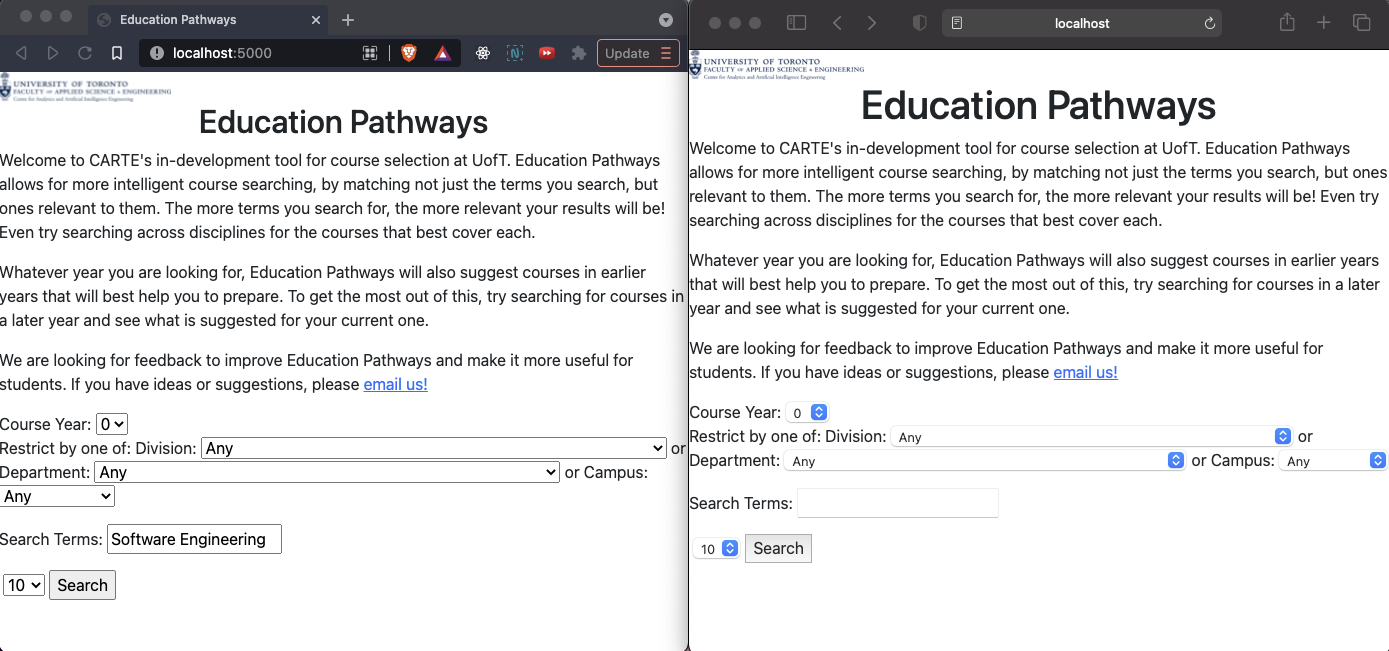 Education Pathways
localhost:5000
Update
UNIVERSITY OF TORONTO
FACULTY OF APPLIED SCIENCE & ENGINEERING
Centre for Analytics and Artificial Intelligence Engineering
Education Pathways
Welcome to CARTE's in-development tool for course selection at UofT. Education Pathways
allows for more intelligent course searching, by matching not just the terms you search, but
ones relevant to them. The more terms you search for, the more relevant your results will be!
Even try searching across disciplines for the courses that best cover each.
Whatever year you are looking for, Education Pathways will also suggest courses in earlier
years that will best help you to prepare. To get the most out of this, try searching for courses in
a later year and see what is suggested for your current one.
We are looking for feedback to improve Education Pathways and make it more useful for
students. If you have ideas or suggestions, please email us!
Course Year: 0
Restrict by one of: Division: Any or
Department: Any or Campus:
Any
Search Terms: Software Engineering
10 Search
localhost
UNIVERSITY OF TORONTO
FACULTY OF APPLIED SCIENCE & ENGINEERING
Centre for Analytics and Artificial Intelligence Engineering
Education Pathways
Welcome to CARTE's in-development tool for course selection at UofT. Education Pathways
allows for more intelligent course searching, by matching not just the terms you search, but ones
relevant to them. The more terms you search for, the more relevant your results will be! Even try
searching across disciplines for the courses that best cover each.
Whatever year you are looking for, Education Pathways will also suggest courses in earlier years
that will best help you to prepare. To get the most out of this, try searching for courses in a later
year and see what is suggested for your current one.
We are looking for feedback to improve Education Pathways and make it more useful for
students. If you have ideas or suggestions, please email us!
Course Year: 0
Restrict by one of: Division: Any or
Department: Any or Campus: Any
Search Terms:
10 Search